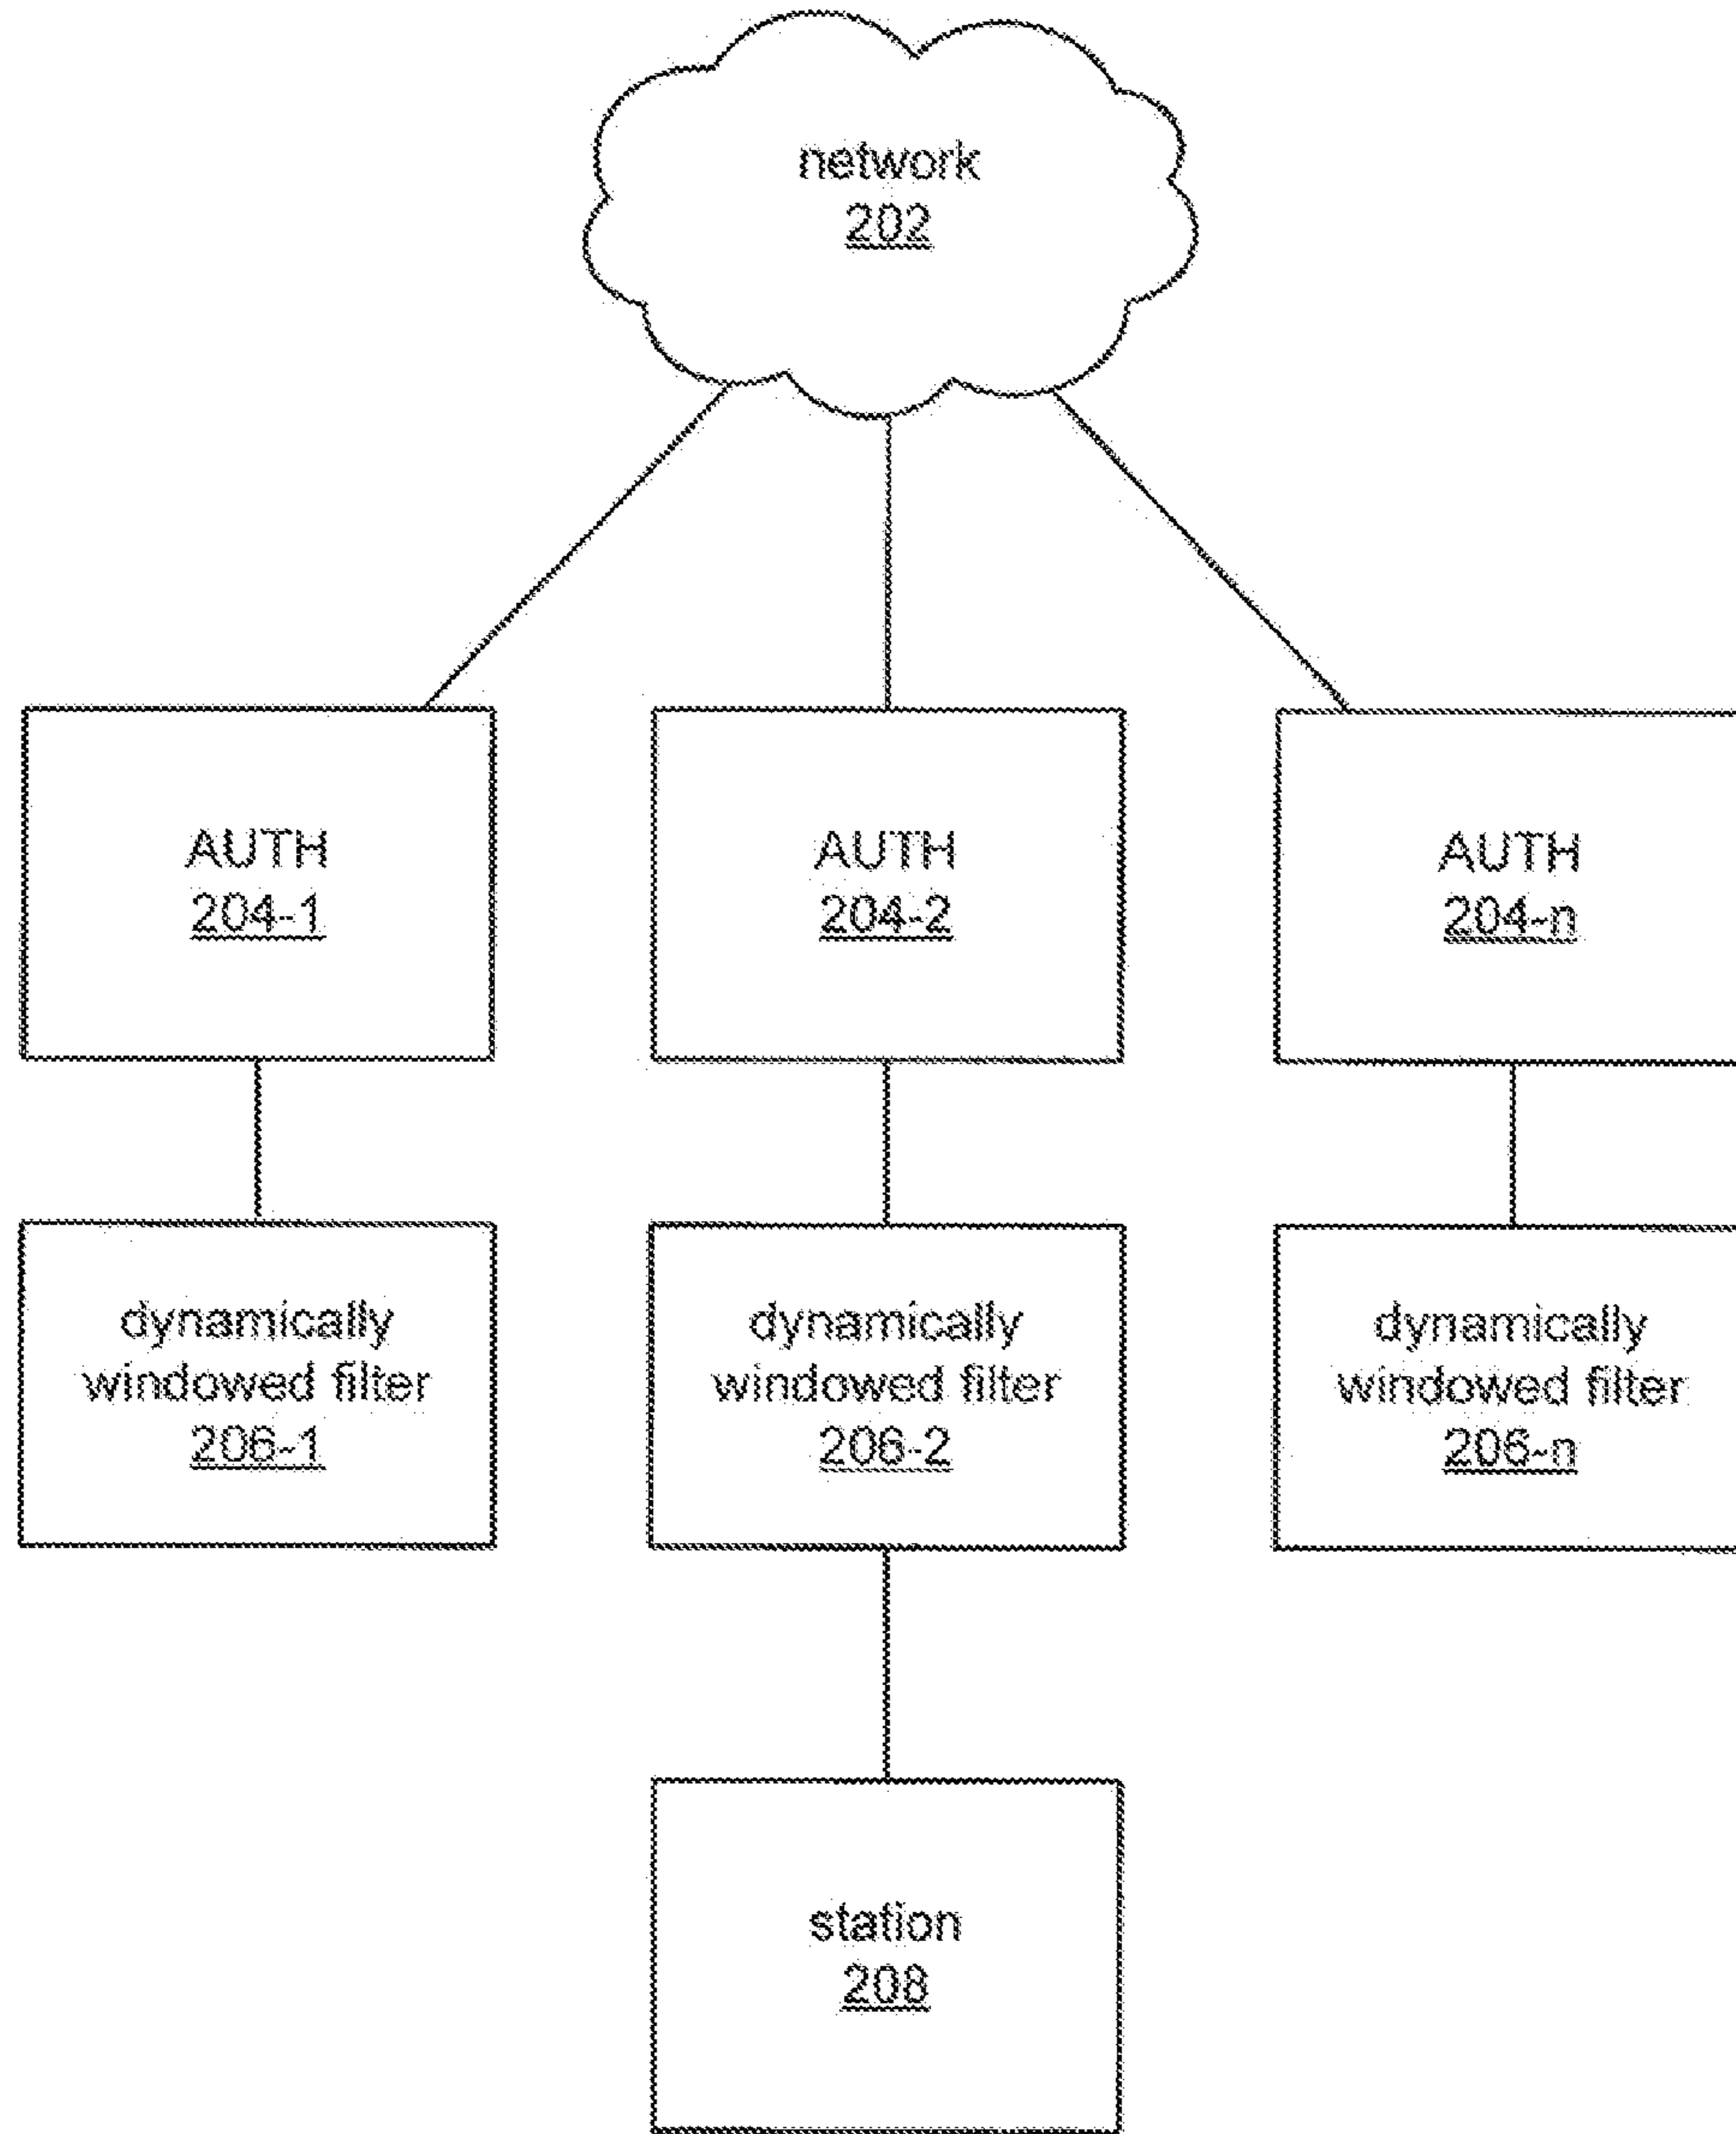 network
202
AUTH
204-1
AUTH
204-2
AUTH
204-n
dynamically
windowed filter
206-1
dynamically
windowed filter
206-2
dynamically
windowed filter
206-n
station
208